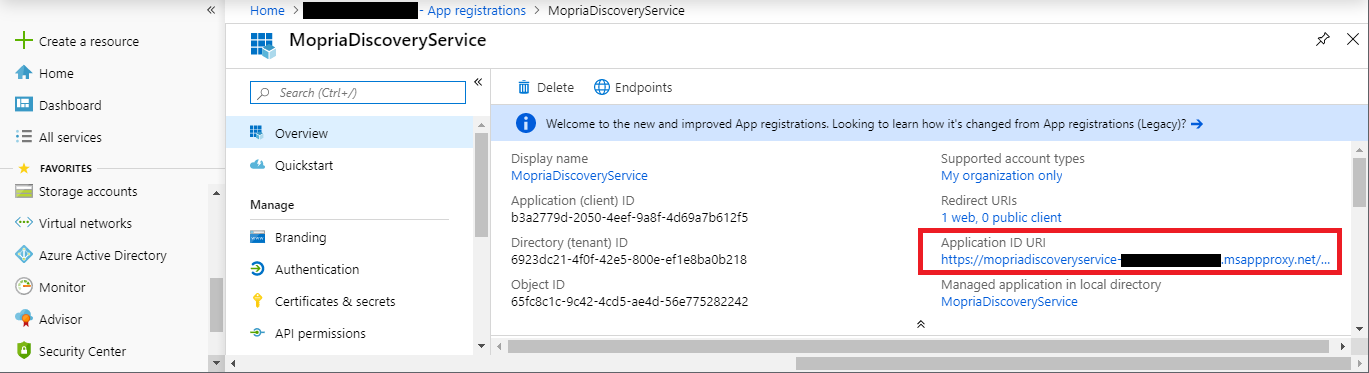 Home > - App registrations > MopriaDiscoveryService
Create a resource
Home
Dashboard
All services
FAVORITES
Storage accounts
Virtual networks
Azure Active Directory
Monitor
Advisor
Security Center
MopriaDiscoveryService
Search (Ctrl+/)
Overview
Quickstart
Manage
Branding
Authentication
Certificates & secrets
API permissions
Delete Endpoints
Welcome to the new and improved App registrations. Looking to learn how it's changed from App registrations (Legacy)?
Display name
MopriaDiscoveryService
Application (client) ID
b3a2779d-2050-4eef-9a8f-4d69a7b612f5
Directory (tenant) ID
6923dc21-4f0f-42e5-800e-ef1e8ba0b218
Object ID
65fc8c1c-9c42-4cd5-ae4d-56e775282242
Supported account types
My organization only
Redirect URIs
1 web, 0 public client
Application ID URI
https://mopriadiscoveryservice- .msappproxy.net/...
Managed application in local directory
MopriaDiscoveryService